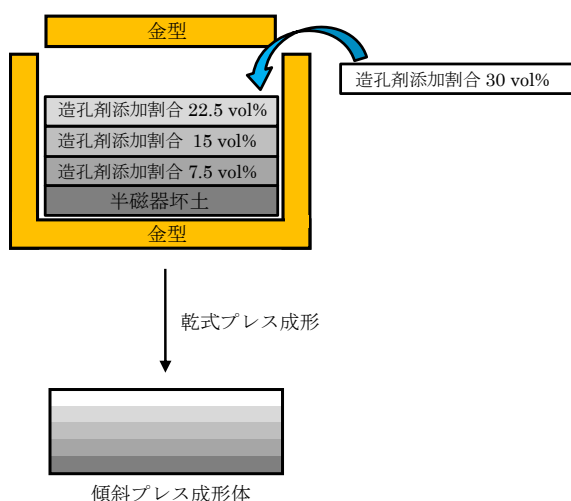 金型
造孔剤添加割合 30 vol%
造孔剤添加割合 22.5 vol%
造孔剤添加割合 15 vol%
造孔剤添加割合 7.5 vol%
半磁器坏土
金型
乾式プレス成形
傾斜プレス成形体